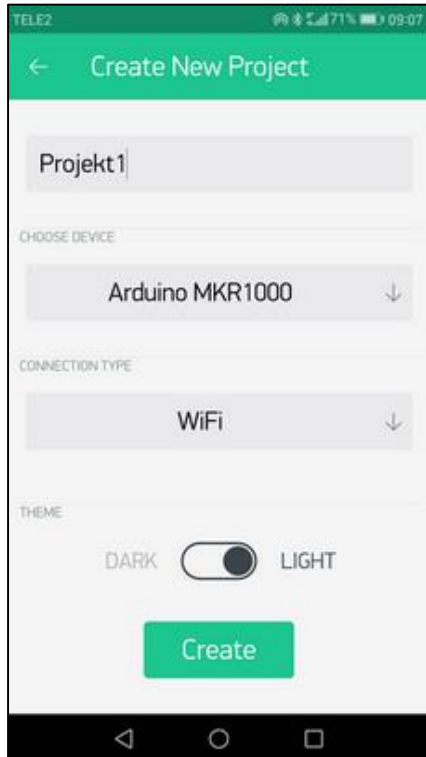 TELE2 71% 09:07
Create New Project
Projekt1
CHOOSE DEVICE
Arduino MKR1000
CONNECTION TYPE
WiFi
THEME
DARK LIGHT
Create